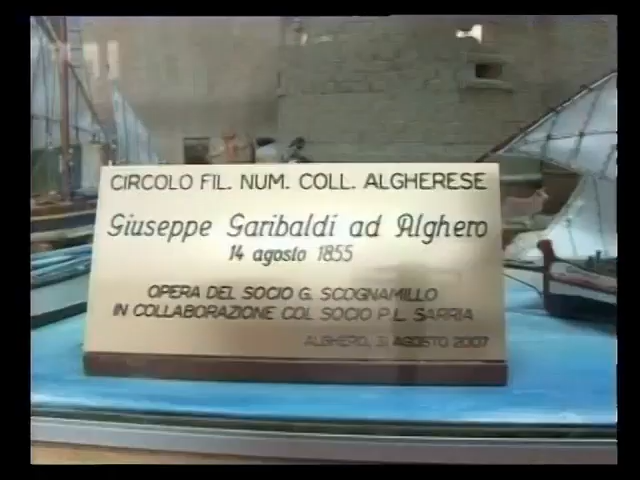 CIRCOLO FIL. NUM. COLL. ALGHERESE
Giuseppe Garibaldi ad Alghero
14 agosto 1855
OPERA DEL SOCIO G. SCOGNAMILLO
IN COLLABORAZIONE COL SOCIO P.L. SARRIA
ALGHERO, 31 AGOSTO 2007